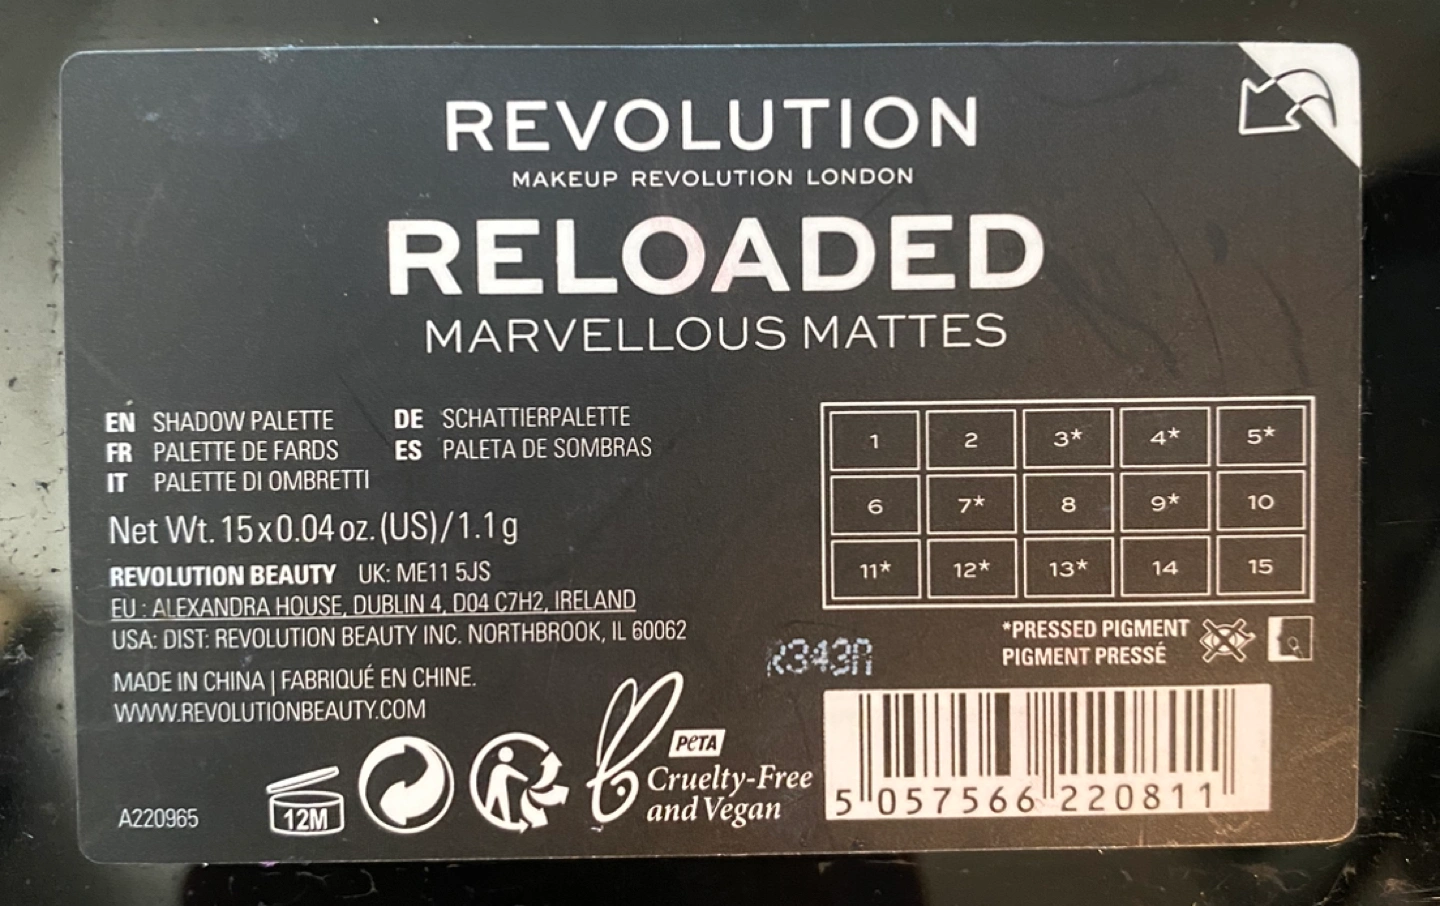 REVOLUTION
MAKEUP REVOLUTION LONDON
RELOADED
MARVELLOUS MATTES
EN SHADOW PALETTE
FR PALETTE DE FARDS
IT PALETTE DI OMBRETTI
DE SCHATTIERPALETTE
ES PALETA DE SOMBRAS
Net Wt. 15x0.04 oz. (US)/1.1g
REVOLUTION BEAUTY UK: ME11 5JS
EU : ALEXANDRA HOUSE, DUBLIN 4, D04 C7H2, IRELAND
USA: DIST: REVOLUTION BEAUTY INC. NORTHBROOK, IL 60062
MADE IN CHINA | FABRIQUÉ EN CHINE.
WWW.REVOLUTIONBEAUTY.COM
A220965
12M
PETA
Cruelty-Free
and Vegan
1 2 3* 4* 5*
6 7* 8 9* 10
11* 12* 13* 14 15
*PRESSED PIGMENT
PIGMENT PRESSÉ
5 057566 220811